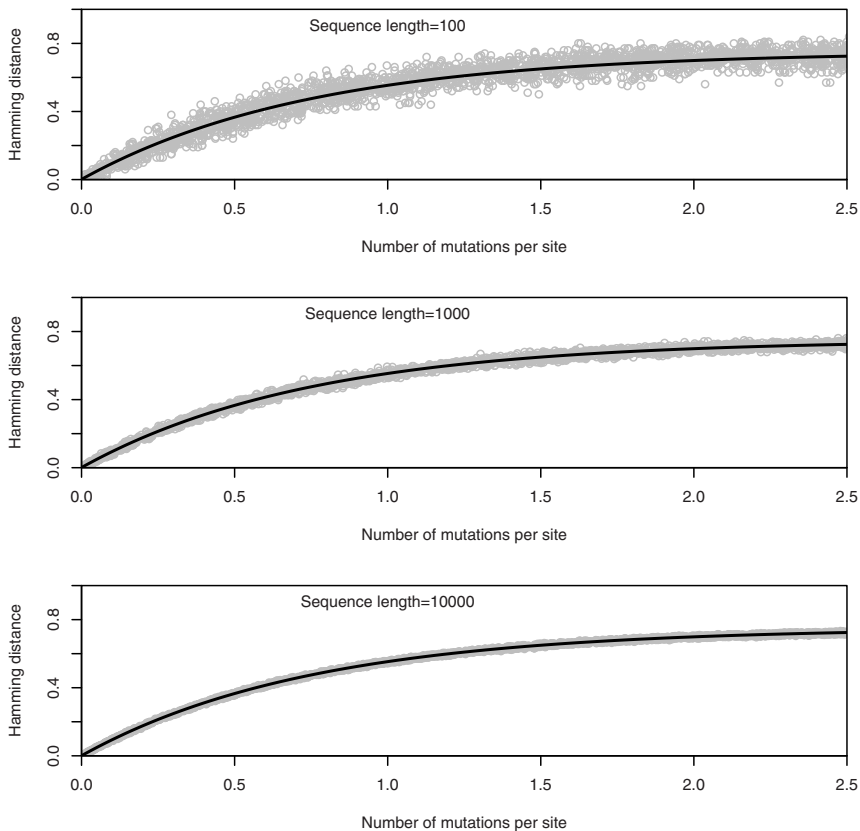 Sequence length=100
Hamming distance
0.8
0.4
0.0
0.0 0.5 1.0 1.5 2.0 2.5
Number of mutations per site
Sequence length=1000
Hamming distance
0.8
0.4
0.0
0.0 0.5 1.0 1.5 2.0 2.5
Number of mutations per site
Sequence length=10000
Hamming distance
0.8
0.4
0.0
0.0 0.5 1.0 1.5 2.0 2.5
Number of mutations per site